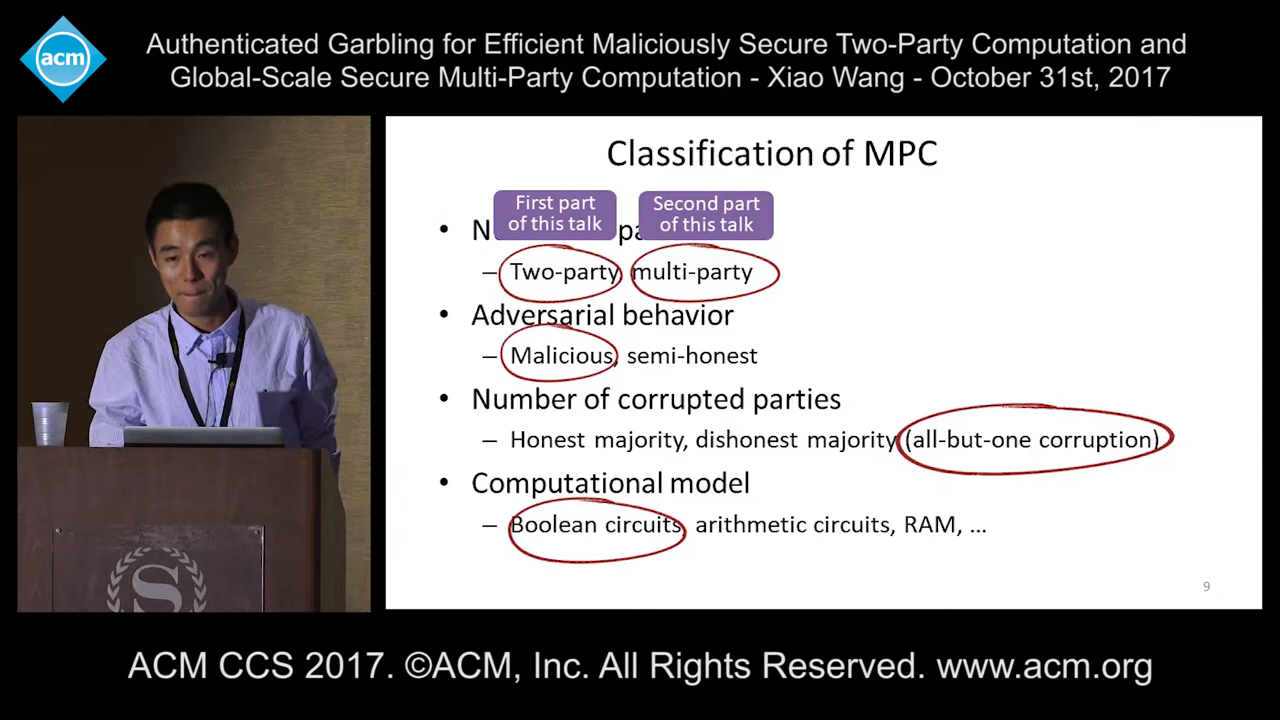 acm
Authenticated Garbling for Efficient Maliciously Secure Two-Party Computation and
Global-Scale Secure Multi-Party Computation - Xiao Wang - October 31st, 2017
Classification of MPC
First part
of this talk
Second part
of this talk
• N pa
– Two-party, multi-party
• Adversarial behavior
– Malicious, semi-honest
• Number of corrupted parties
– Honest majority, dishonest majority (all-but-one corruption)
• Computational model
– Boolean circuits, arithmetic circuits, RAM, ...
9
S
ACM CCS 2017. ©ACM, Inc. All Rights Reserved. www.acm.org